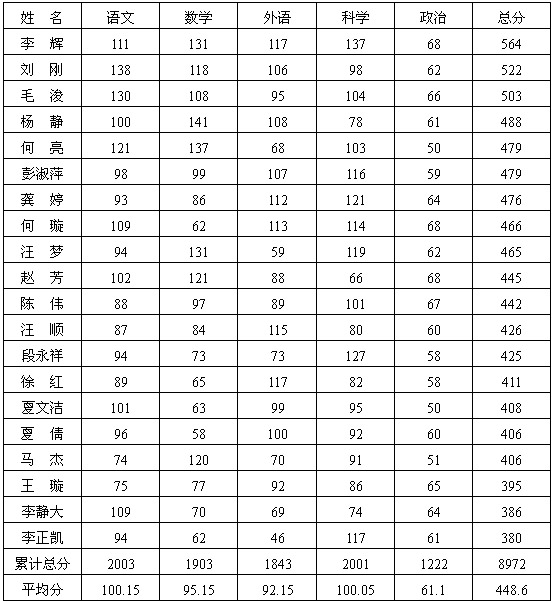 姓 名 语文 数学 外语 科学 政治 总分
李 辉 111 131 117 137 68 564
刘 刚 138 118 106 98 62 522
毛 浚 130 108 95 104 66 503
杨 静 100 141 108 78 61 488
何 亮 121 137 68 103 50 479
彭淑萍 98 99 107 116 59 479
龚 婷 93 86 112 121 64 476
何 璇 109 62 113 114 68 466
汪 梦 94 131 59 119 62 465
赵 芳 102 121 88 66 68 445
陈 伟 88 97 89 101 67 442
汪 顺 87 84 115 80 60 426
段永祥 94 73 73 127 58 425
徐 红 89 65 117 82 58 411
夏文洁 101 63 99 95 50 408
夏 倩 96 58 100 92 60 406
马 杰 74 120 70 91 51 406
王 璇 75 77 92 86 65 395
李静大 109 70 69 74 64 386
李正凯 94 62 46 117 61 380
累计总分 2003 1903 1843 2001 1222 8972
平均分 100.15 95.15 92.15 100.05 61.1 448.6